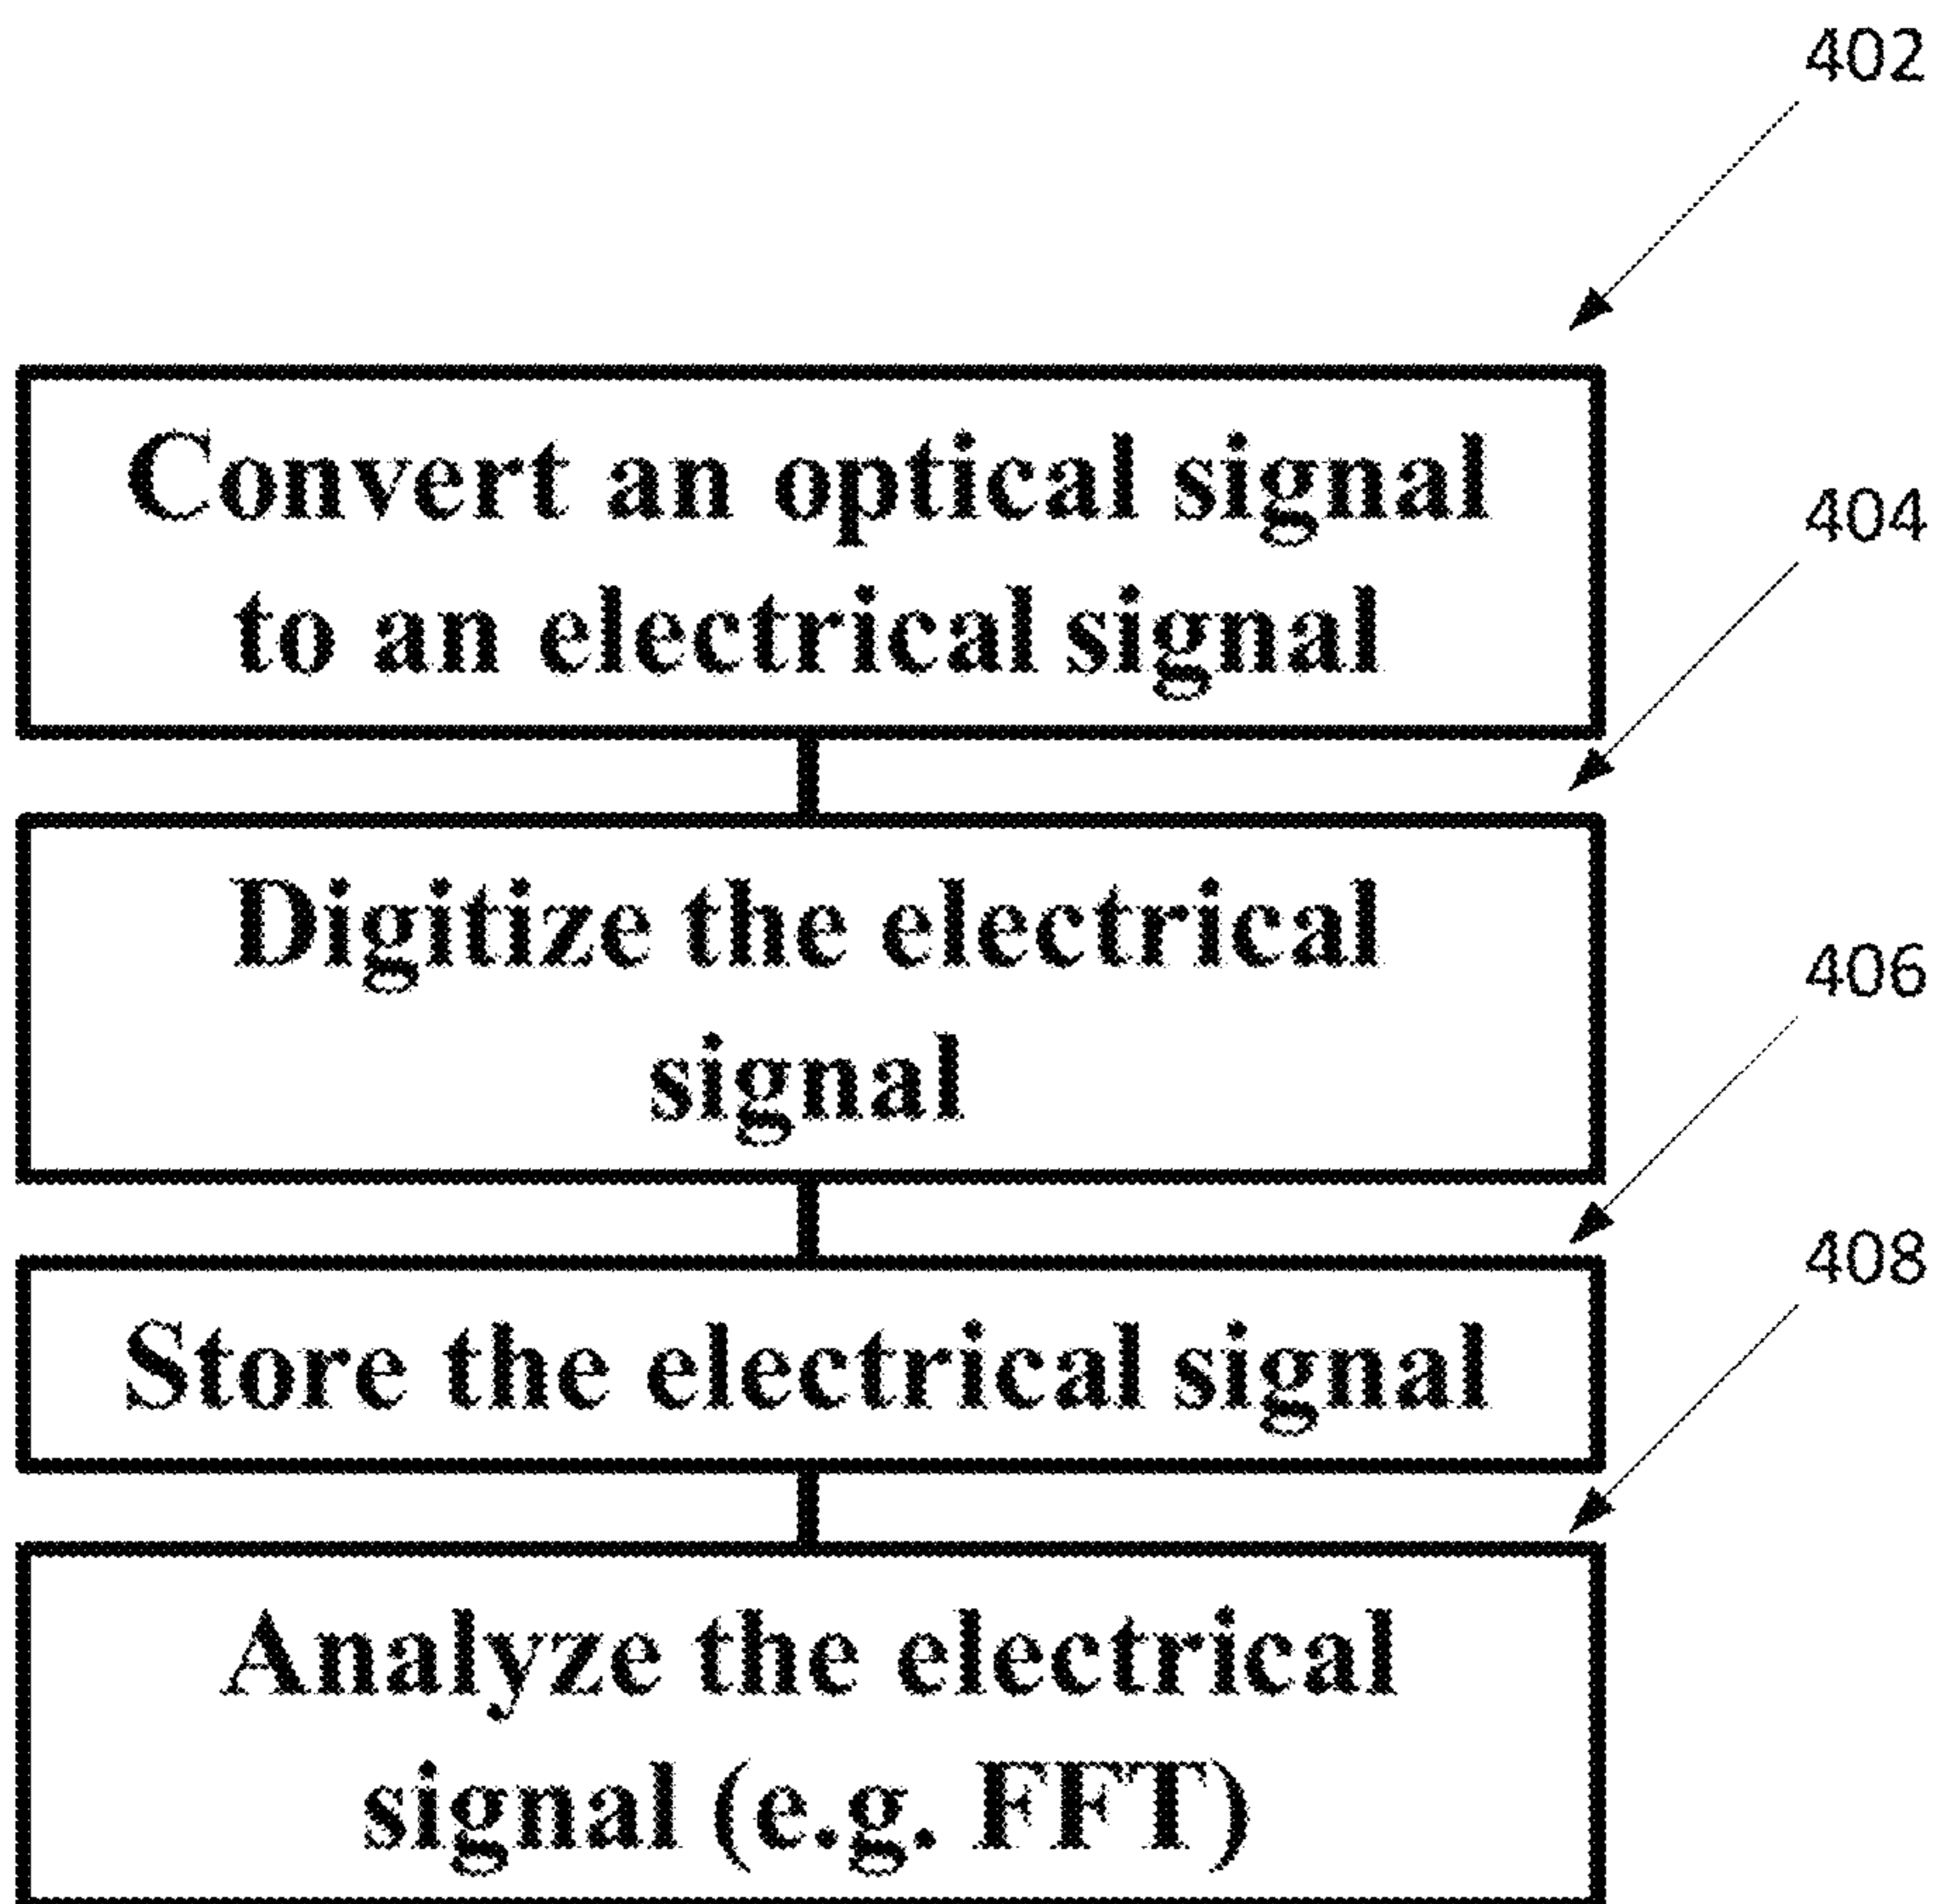 402
Convert an optical signal
to an electrical signal
404
Digitize the electrical
signal
406
Store the electrical signal
408
Analyze the electrical
signal (e.g. FFT)